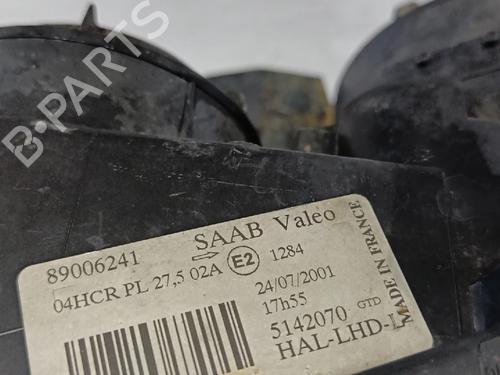 B-PARTS
SAAB Valeo
89006241
04HCR PL 27,5 02A E2 1284
24/07/2001
17h55
5142070 GTD
HAL-LHD-L
MADE IN FRANCE